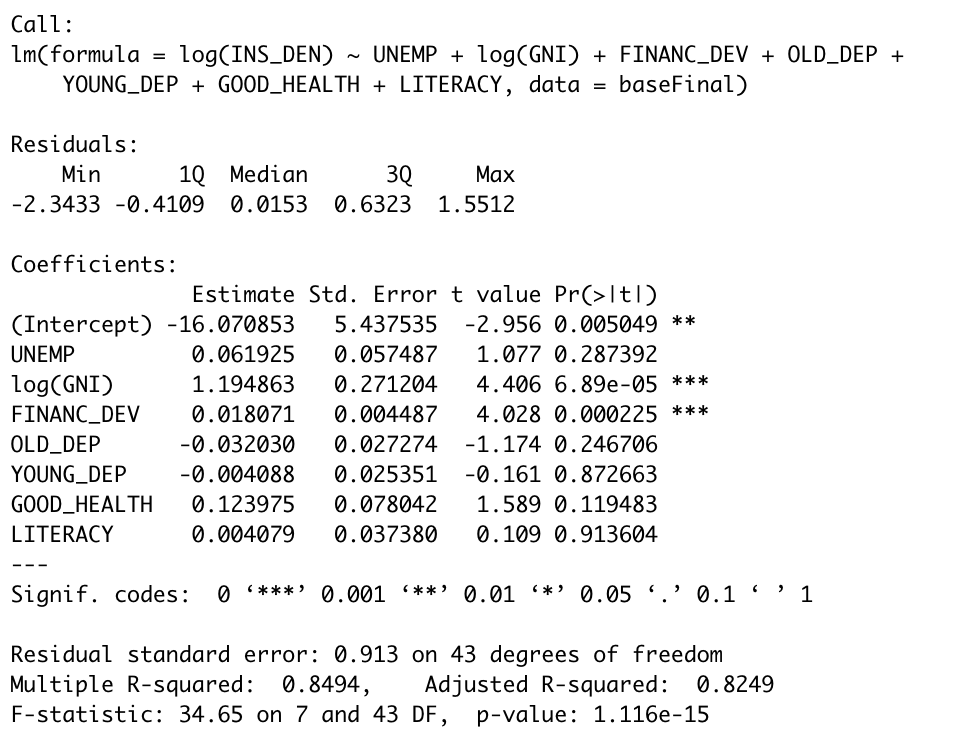 Call:
lm(formula = log(INS_DEN) ~ UNEMP + log(GNI) + FINANC_DEV + OLD_DEP +
    YOUNG_DEP + GOOD_HEALTH + LITERACY, data = baseFinal)

Residuals:
    Min      1Q  Median      3Q     Max
-2.3433 -0.4109  0.0153  0.6323  1.5512

Coefficients:
              Estimate Std. Error t value Pr(>|t|)
(Intercept) -16.070853   5.437535  -2.956 0.005049 **
UNEMP         0.061925   0.057487   1.077 0.287392
log(GNI)      1.194863   0.271204   4.406 6.89e-05 ***
FINANC_DEV    0.018071   0.004487   4.028 0.000225 ***
OLD_DEP      -0.032030   0.027274  -1.174 0.246706
YOUNG_DEP    -0.004088   0.025351  -0.161 0.872663
GOOD_HEALTH   0.123975   0.078042   1.589 0.119483
LITERACY      0.004079   0.037380   0.109 0.913604
---
Signif. codes:  0 ‘***’ 0.001 ‘**’ 0.01 ‘*’ 0.05 ‘.’ 0.1 ‘ ’ 1

Residual standard error: 0.913 on 43 degrees of freedom
Multiple R-squared:  0.8494,    Adjusted R-squared:  0.8249
F-statistic: 34.65 on 7 and 43 DF,  p-value: 1.116e-15